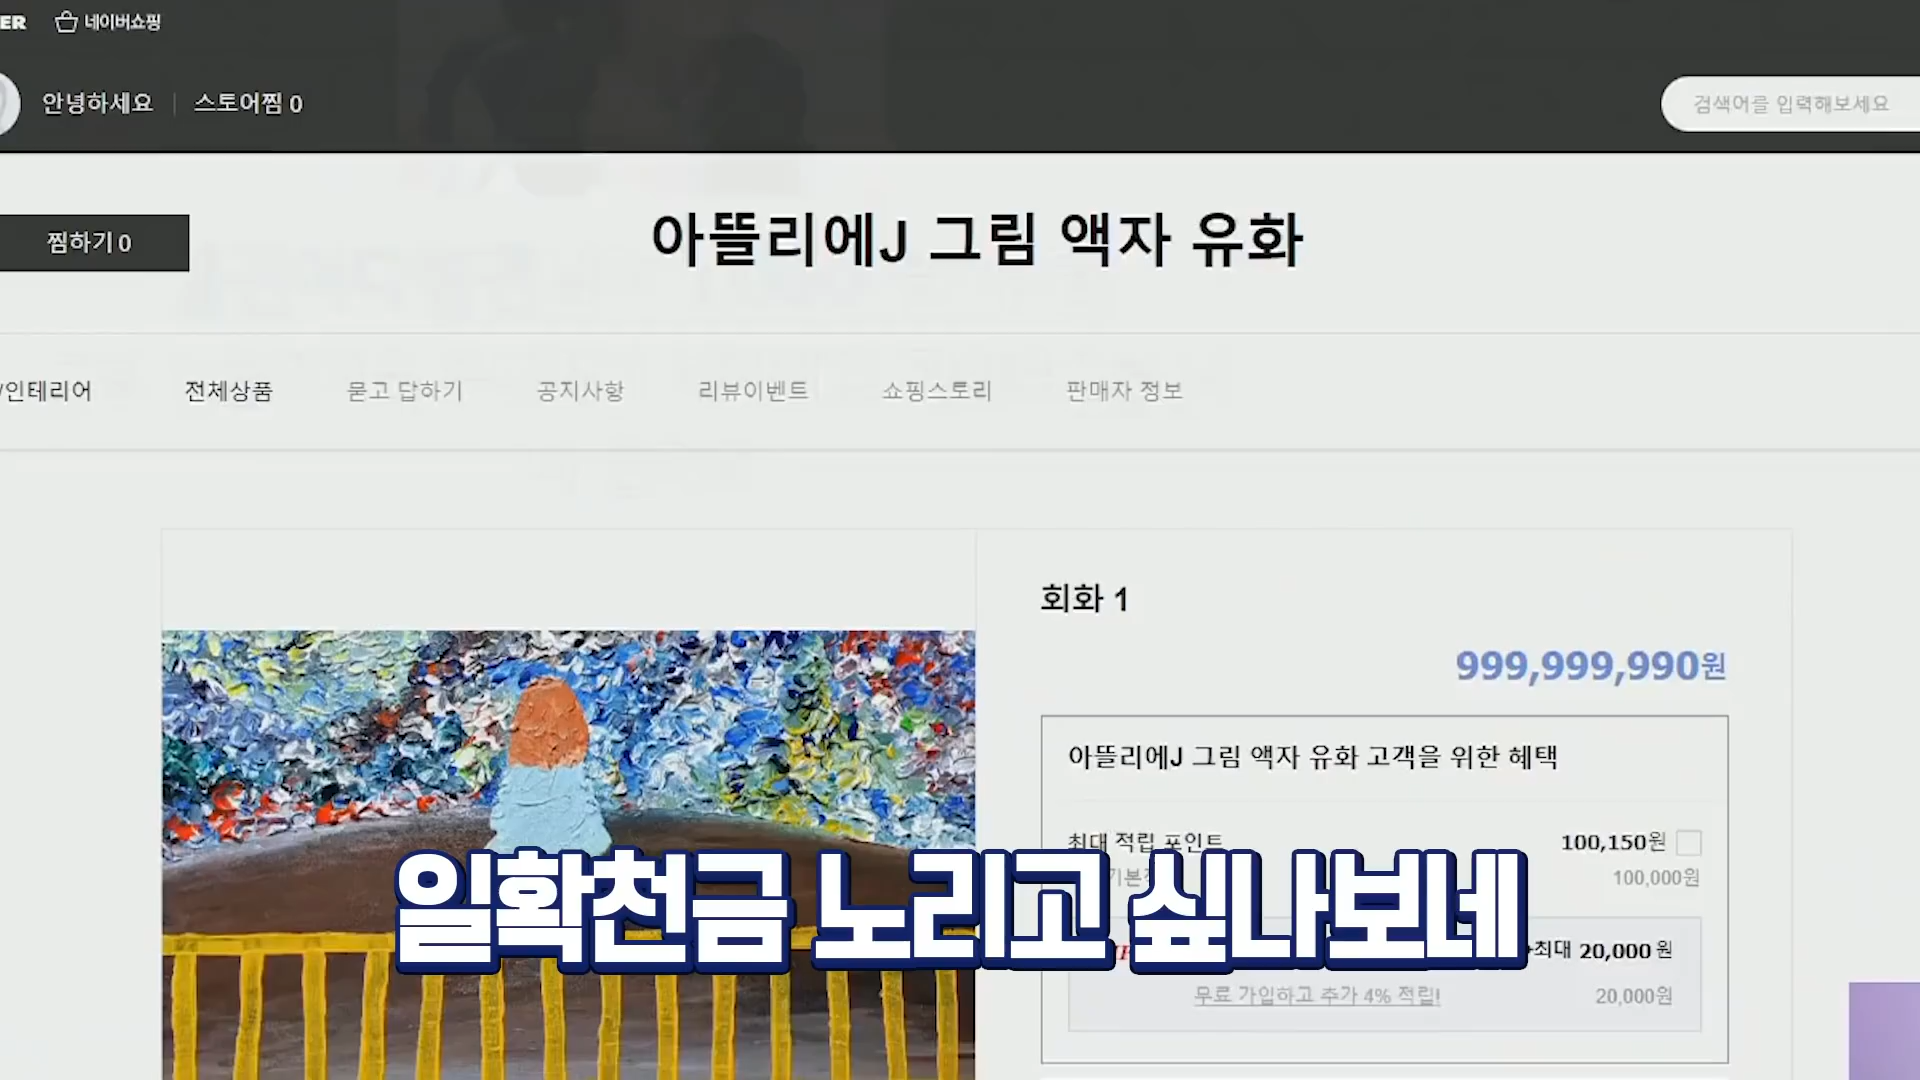 ER 네이버쇼핑
안녕하세요 스토어찜 0
검색어를 입력해보세요
찜하기 0
아뜰리에J 그림 액자 유화
/인테리어 전체상품 묻고 답하기 공지사항 리뷰이벤트 쇼핑스토리 판매자 정보
회화 1
999,999,990원
아뜰리에J 그림 액자 유화 고객을 위한 혜택
최대 적립 포인트 100,150원
기본적 100,000원
일확천금 노리고 싶나보네
+최대 20,000 원
무료 가입하고 추가 4% 적립! 20,000원